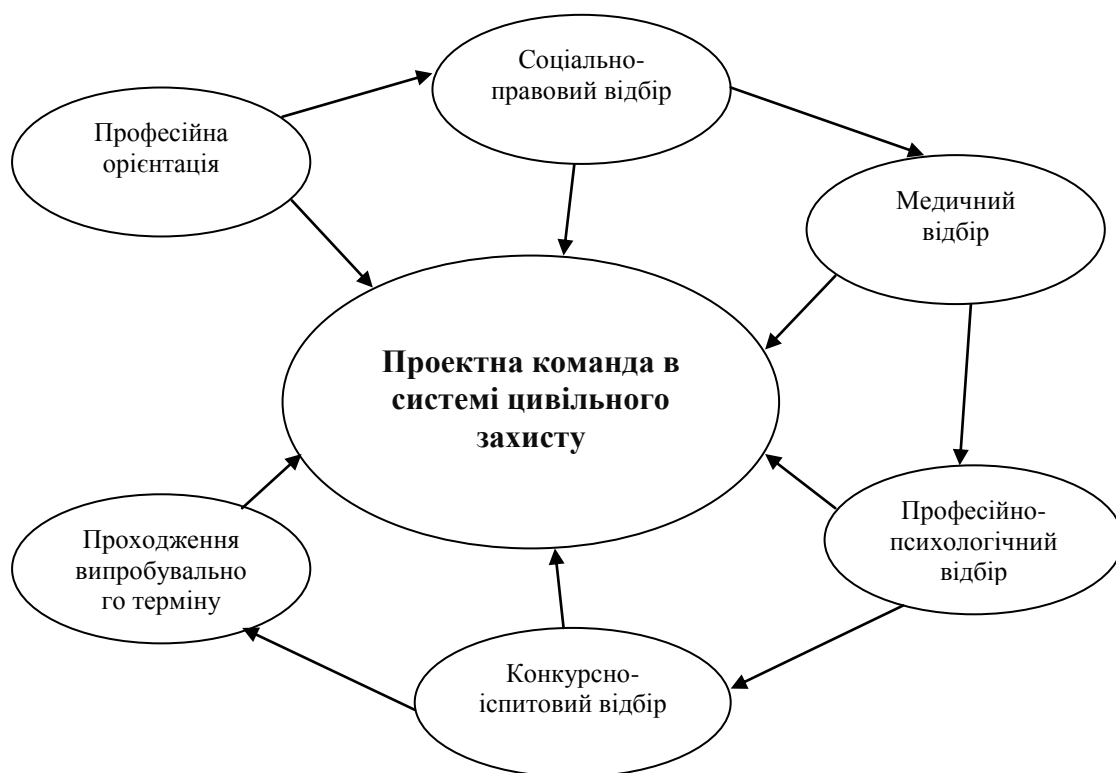 Соціально-
правовий відбір
Професійна
орієнтація
Медичний
відбір
Проектна команда в
системі цивільного
захисту
Професійно-
психологічний
відбір
Проходження
випробувально
го терміну
Конкурсно-
іспитовий відбір